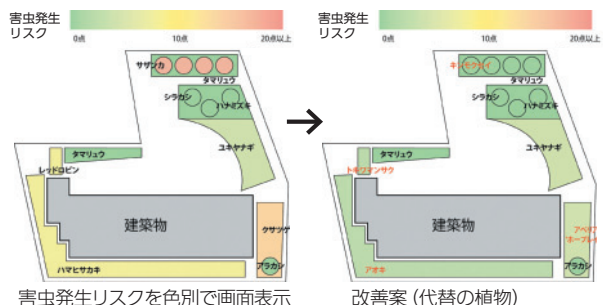 害虫発生
リスク
0点
10点
20点以上
サザンカ
タマリュウ
シラカシ
ハナミズキ
ユキヤナギ
タマリュウ
レッドロビン
建築物
クサツゲ
アラカシ
ハマヒサカキ
害虫発生リスクを色別で画面表示
害虫発生
リスク
0点
10点
20点以上
キンモクセイ
タマリュウ
シラカシ
ハナミズキ
ユキヤナギ
タマリュウ
トキワマンサク
建築物
アベリア
アラカシ
アオキ
改善案 (代替の植物)